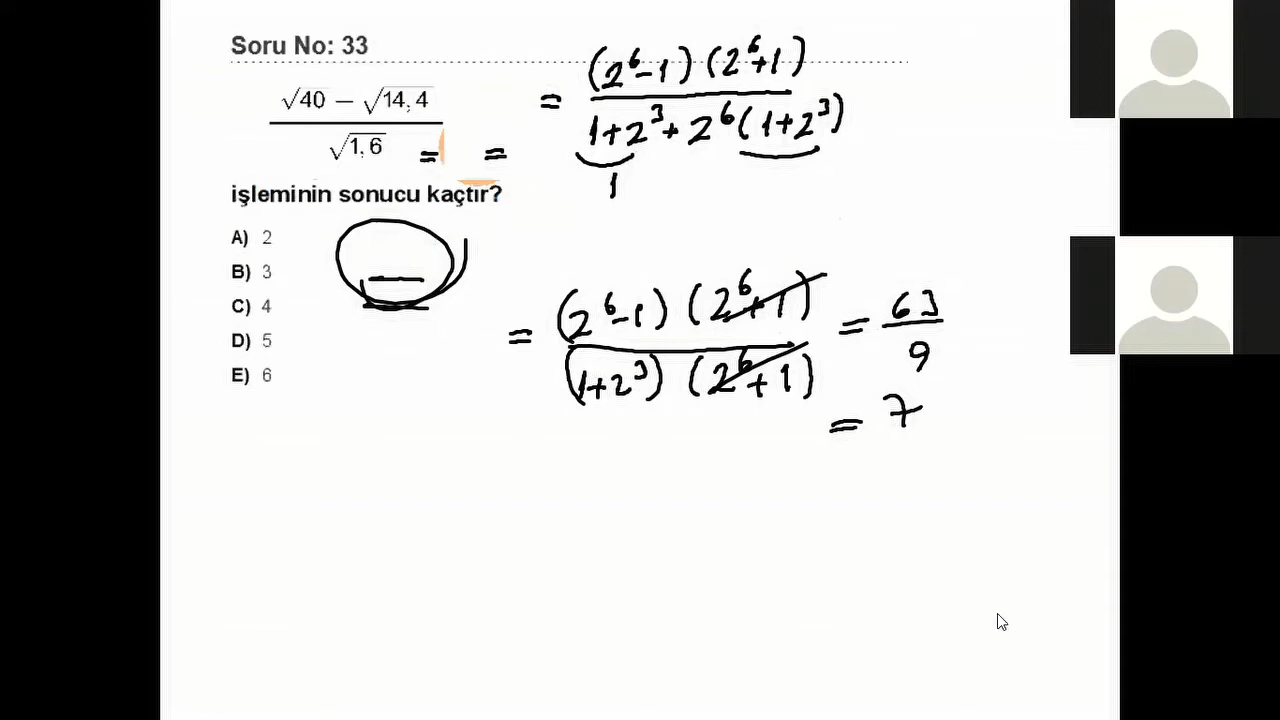 Soru No: 33
√40 − √14,4
√1,6
= =
işleminin sonucu kaçtır?
A) 2
B) 3
C) 4
D) 5
E) 6
= (2⁶-1) (2⁶+1)
1+2³+2⁶(1+2³)
1
= (2⁶-1) (2⁶+1) = 63
(1+2³) (2⁶+1) 9
= 7